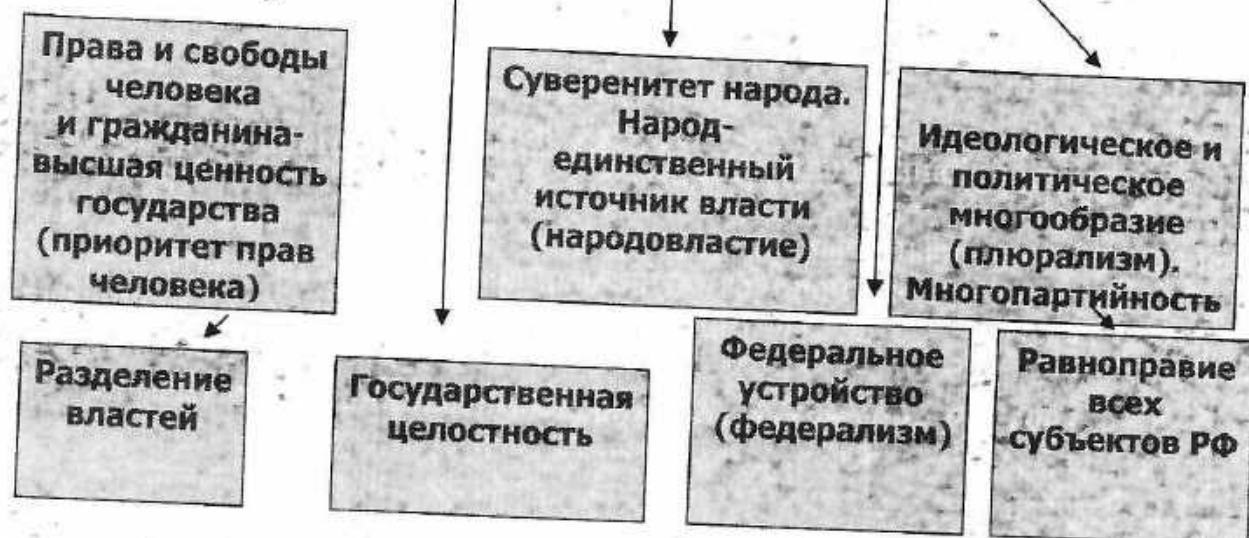 Права и свободы
человека
и гражданина-
высшая ценность
государства
(приоритет прав
человека)
Суверенитет народа.
Народ-
единственный
источник власти
(народовластие)
Идеологическое и
политическое
многообразие
(плюрализм).
Многопартийность
Разделение
властей
Государственная
целостность
Федеральное
устройство
(федерализм)
Равноправие
всех
субъектов РФ